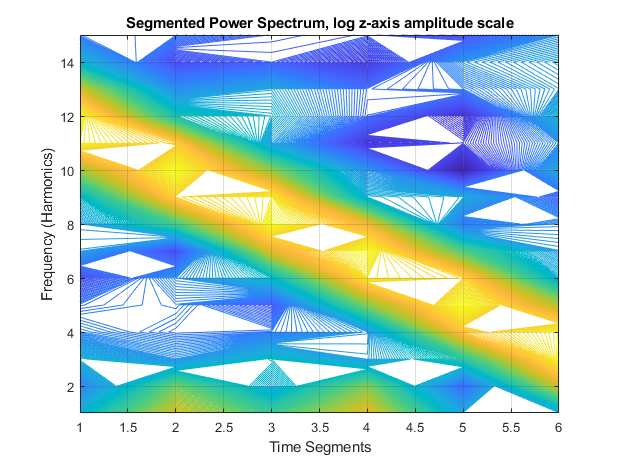 Segmented Power Spectrum, log z-axis amplitude scale
14
12
10
8
6
4
2
Frequency (Harmonics)
1 1.5 2 2.5 3 3.5 4 4.5 5 5.5 6
Time Segments